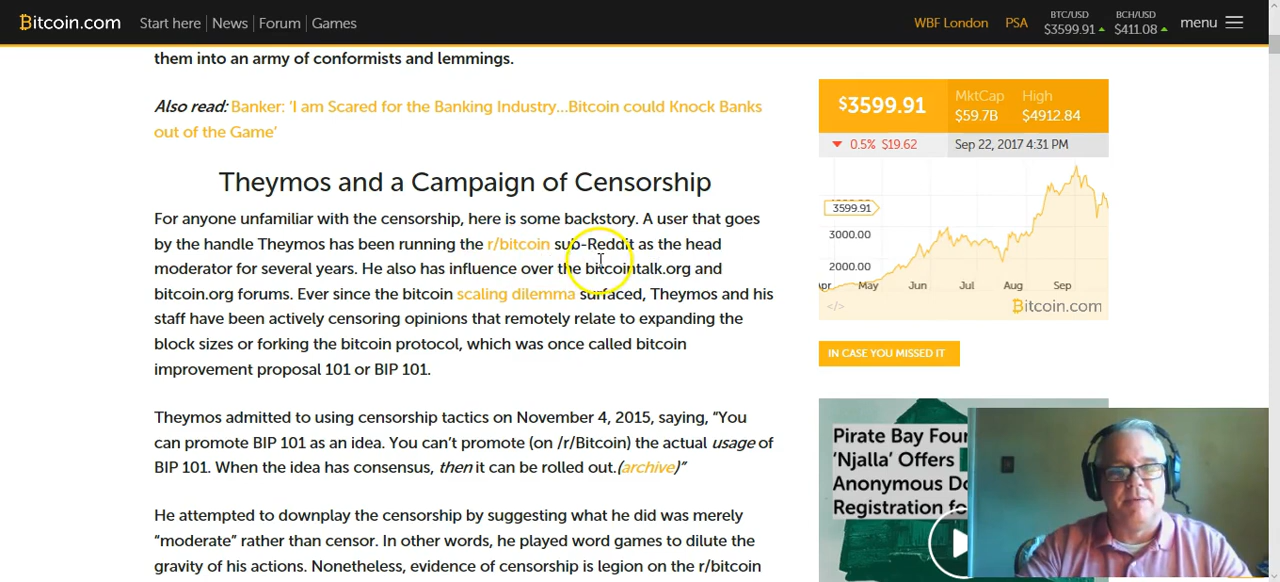 Bitcoin.com
Start here | News | Forum | Games
WBF London
PSA
BTC/USD
$3599.91
BCH/USD
$411.08
menu
them into an army of conformists and lemmings.
Also read: Banker: ‘I am Scared for the Banking Industry…Bitcoin could Knock Banks
out of the Game’
Theymos and a Campaign of Censorship
For anyone unfamiliar with the censorship, here is some backstory. A user that goes
by the handle Theymos has been running the r/bitcoin sub-Reddit as the head
moderator for several years. He also has influence over the bitcointalk.org and
bitcoin.org forums. Ever since the bitcoin scaling dilemma surfaced, Theymos and his
staff have been actively censoring opinions that remotely relate to expanding the
block sizes or forking the bitcoin protocol, which was once called bitcoin
improvement proposal 101 or BIP 101.
Theymos admitted to using censorship tactics on November 4, 2015, saying, “You
can promote BIP 101 as an idea. You can’t promote (on /r/Bitcoin) the actual usage of
BIP 101. When the idea has consensus, then it can be rolled out.(archive)”
He attempted to downplay the censorship by suggesting what he did was merely
“moderate” rather than censor. In other words, he played word games to dilute the
gravity of his actions. Nonetheless, evidence of censorship is legion on the r/bitcoin
$3599.91
MktCap
$59.7B
High
$4912.84
0.5% $19.62
Sep 22, 2017 4:31 PM
3599.91
3000.00
2000.00
May Jun Jul Aug Sep
</>
Bitcoin.com
IN CASE YOU MISSED IT
Pirate Bay
‘Njalla’ Offers
Anonymous
Registration